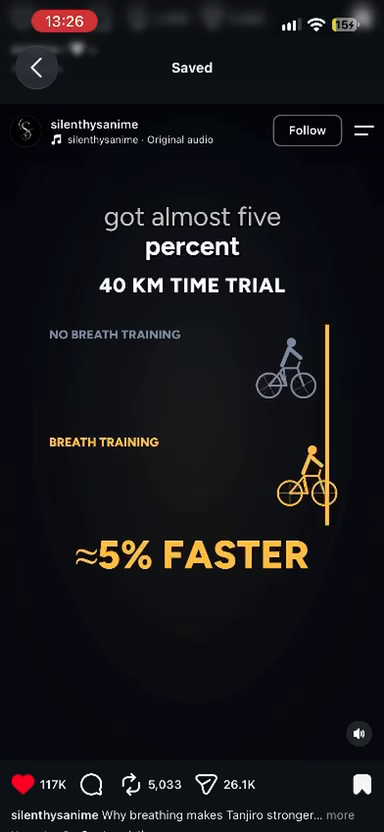 13:26
15
Saved
silenthysanime
silenthysanime · Original audio
Follow
got almost five
percent
40 KM TIME TRIAL
NO BREATH TRAINING
BREATH TRAINING
≈5% FASTER
117K
5,033
26.1K
silenthysanime Why breathing makes Tanjiro stronger... more